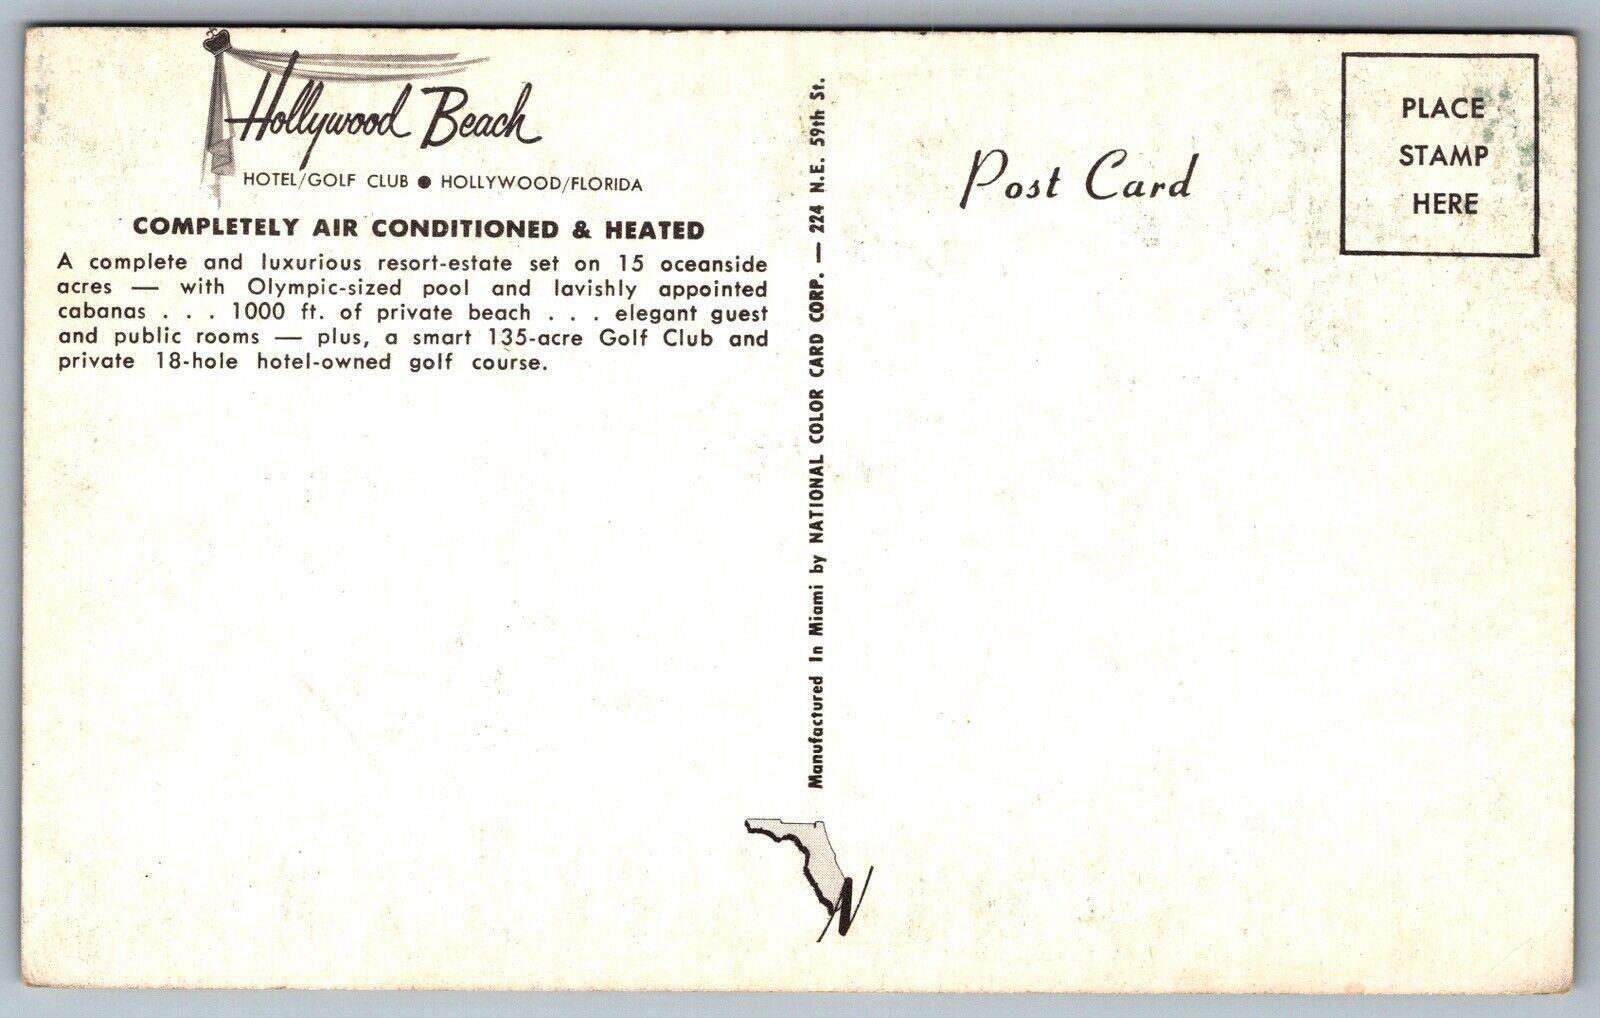 Hollywood Beach
HOTEL/GOLF CLUB ● HOLLYWOOD/FLORIDA
COMPLETELY AIR CONDITIONED & HEATED
A complete and luxurious resort-estate set on 15 oceanside
acres — with Olympic-sized pool and lavishly appointed
cabanas . . . 1000 ft. of private beach . . . elegant guest
and public rooms — plus, a smart 135-acre Golf Club and
private 18-hole hotel-owned golf course.
Manufactured In Miami by NATIONAL COLOR CARD CORP. — 224 N.E. 59th St.
N
Post Card
PLACE
STAMP
HERE